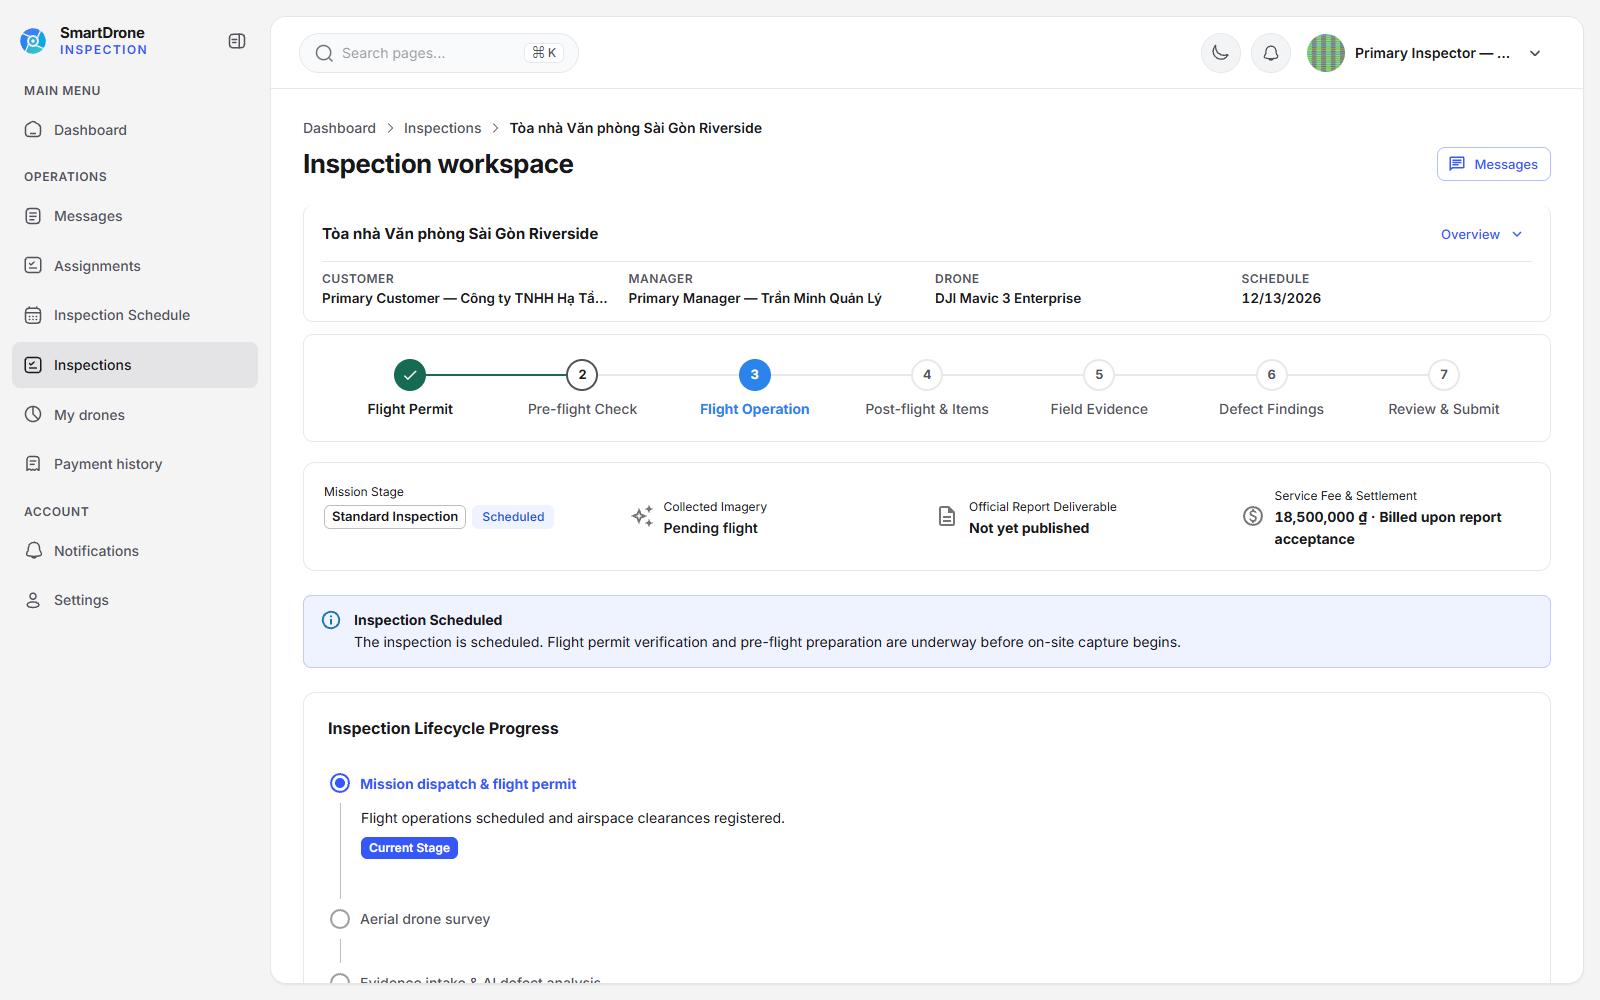 SmartDrone
INSPECTION
MAIN MENU
Dashboard
OPERATIONS
Messages
Assignments
Inspection Schedule
Inspections
My drones
Payment history
ACCOUNT
Notifications
Settings
Search pages...
⌘ K
Primary Inspector — ...
Dashboard > Inspections > Tòa nhà Văn phòng Sài Gòn Riverside
Inspection workspace
Messages
Tòa nhà Văn phòng Sài Gòn Riverside
Overview
CUSTOMER
Primary Customer — Công ty TNHH Hạ Tầ...
MANAGER
Primary Manager — Trần Minh Quản Lý
DRONE
DJI Mavic 3 Enterprise
SCHEDULE
12/13/2026
Flight Permit
2
Pre-flight Check
3
Flight Operation
4
Post-flight & Items
5
Field Evidence
6
Defect Findings
7
Review & Submit
Mission Stage
Standard Inspection
Scheduled
Collected Imagery
Pending flight
Official Report Deliverable
Not yet published
Service Fee & Settlement
18,500,000 ₫ · Billed upon report
acceptance
Inspection Scheduled
The inspection is scheduled. Flight permit verification and pre-flight preparation are underway before on-site capture begins.
Inspection Lifecycle Progress
Mission dispatch & flight permit
Flight operations scheduled and airspace clearances registered.
Current Stage
Aerial drone survey
Evidence intake & AI defect analysis